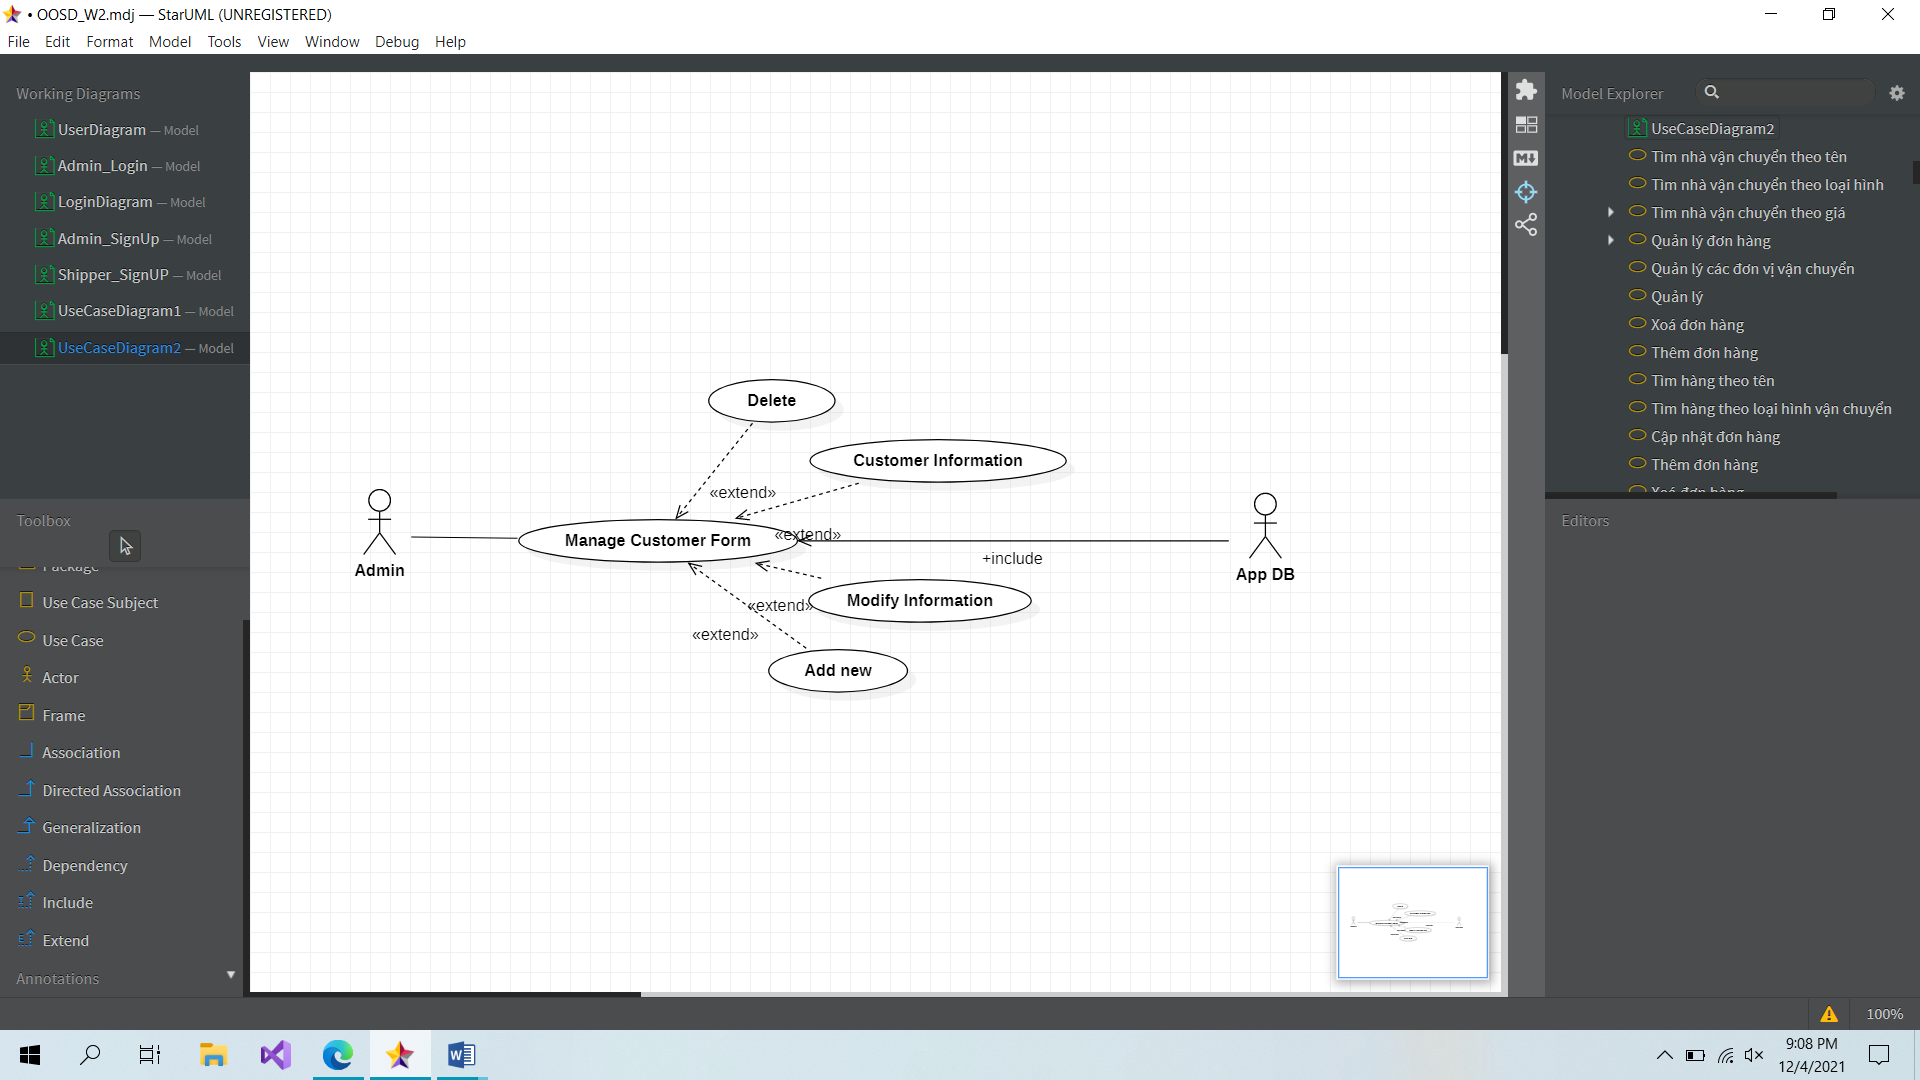 • OOSD_W2.mdj — StarUML (UNREGISTERED)
File Edit Format Model Tools View Window Debug Help
Working Diagrams
UserDiagram — Model
Admin_Login — Model
LoginDiagram — Model
Admin_SignUp — Model
Shipper_SignUP — Model
UseCaseDiagram1 — Model
UseCaseDiagram2 — Model
Toolbox
Package
Use Case Subject
Use Case
Actor
Frame
Association
Directed Association
Generalization
Dependency
Include
Extend
Annotations
Delete
Customer Information
«extend»
«extend»
Manage Customer Form
+include
Admin
App DB
Modify Information
«extend»
«extend»
Add new
Model Explorer
UseCaseDiagram2
Tìm nhà vận chuyển theo tên
Tìm nhà vận chuyển theo loại hình
Tìm nhà vận chuyển theo giá
Quản lý đơn hàng
Quản lý các đơn vị vận chuyển
Quản lý
Xoá đơn hàng
Thêm đơn hàng
Tìm hàng theo tên
Tìm hàng theo loại hình vận chuyển
Cập nhật đơn hàng
Thêm đơn hàng
Xoá đơn hàng
Editors
100%
9:08 PM
12/4/2021